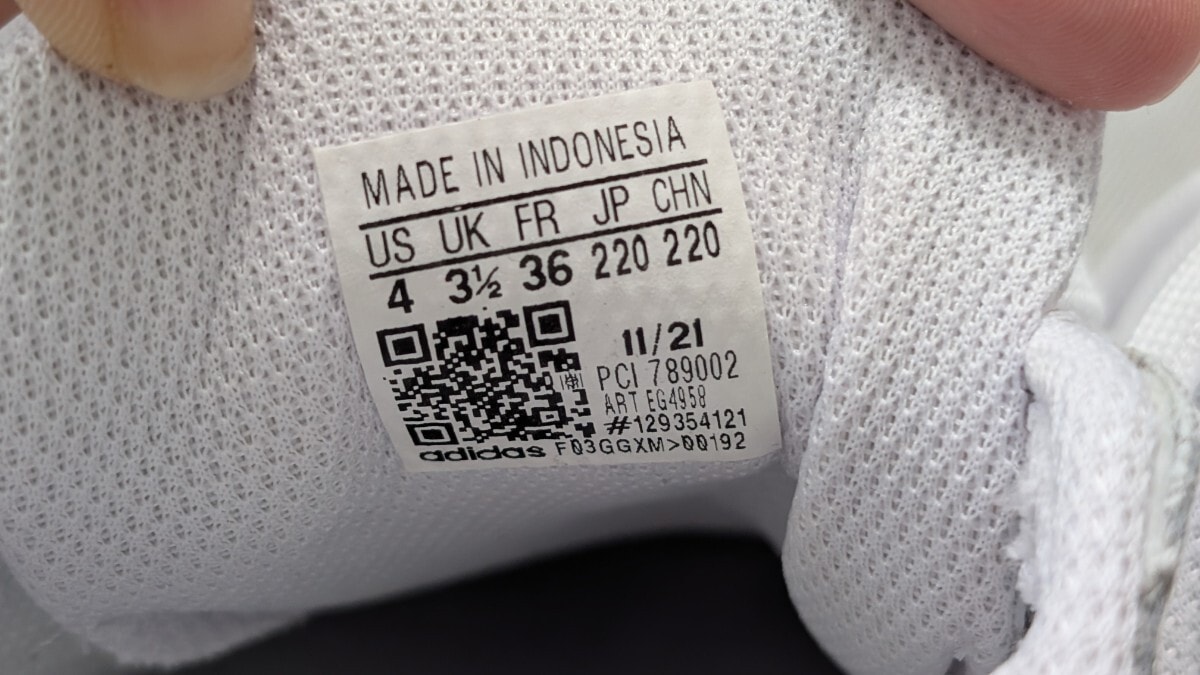 MADE IN INDONESIA
US UK FR JP CHN
4 3½ 36 220 220
11/21
PCI 789002
ART EG4958
#129354121
adidas F03GGXM>00192